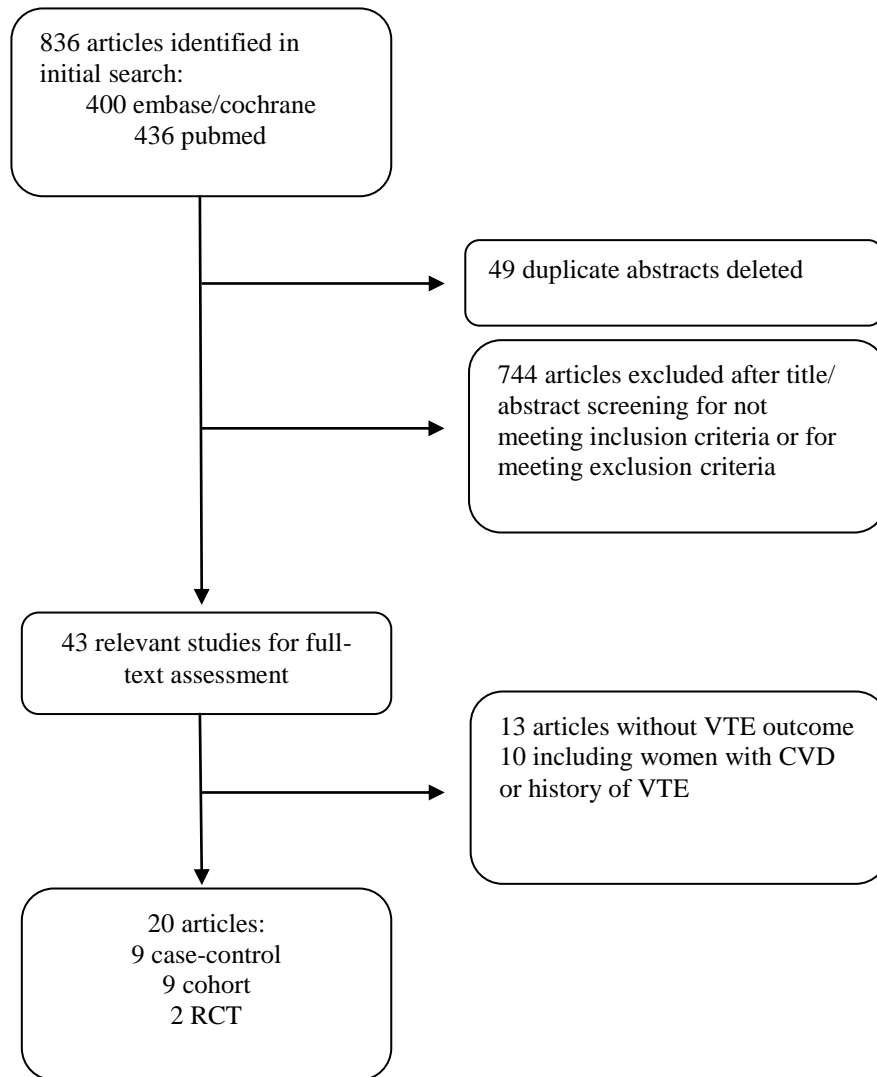 836 articles identified in
initial search:
400 embase/cochrane
436 pubmed
49 duplicate abstracts deleted
744 articles excluded after title/
abstract screening for not
meeting inclusion criteria or for
meeting exclusion criteria
43 relevant studies for full-
text assessment
13 articles without VTE outcome
10 including women with CVD
or history of VTE
20 articles:
9 case-control
9 cohort
2 RCT